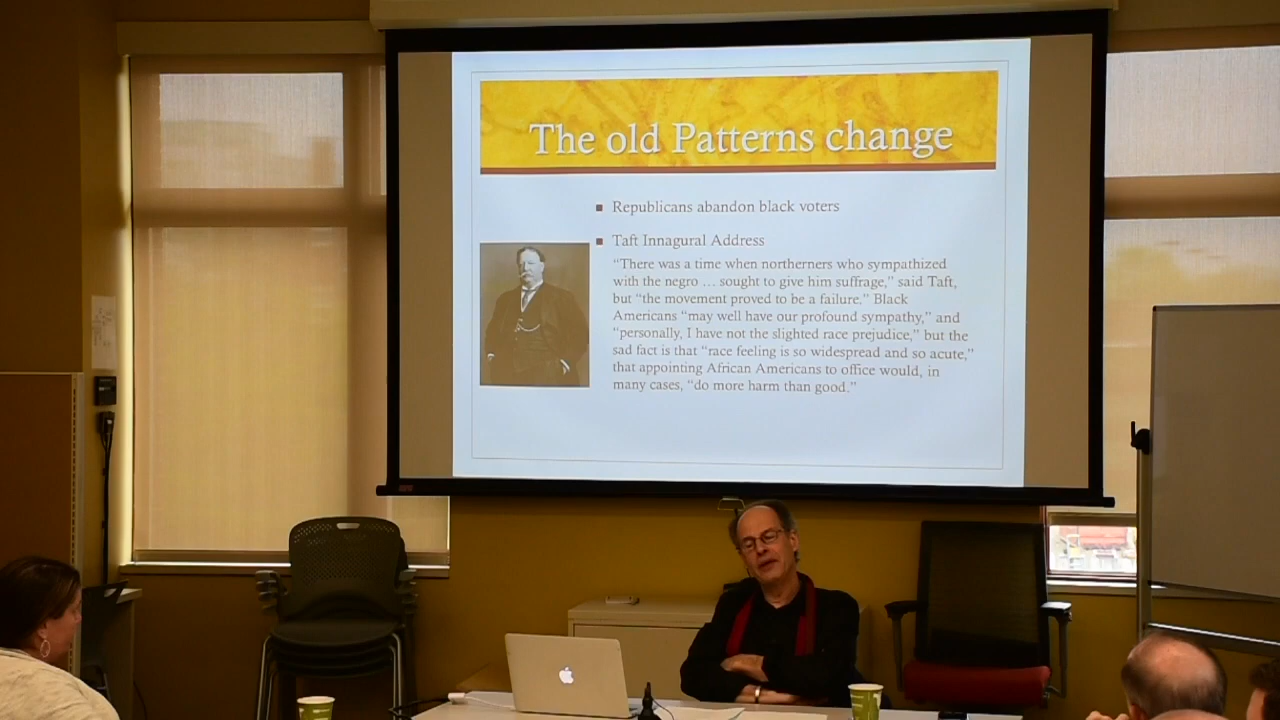 The old Patterns change
Republicans abandon black voters
Taft Innagural Address
“There was a time when northerners who sympathized
with the negro … sought to give him suffrage,” said Taft,
but “the movement proved to be a failure.” Black
Americans “may well have our profound sympathy,” and
“personally, I have not the slighted race prejudice,” but the
sad fact is that “race feeling is so widespread and so acute,”
that appointing African Americans to office would, in
many cases, “do more harm than good.”